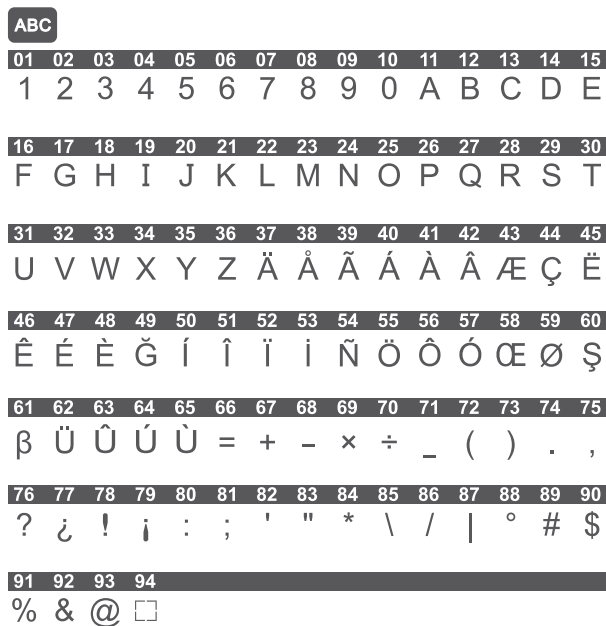 ABC
01 02 03 04 05 06 07 08 09 10 11 12 13 14 15
1 2 3 4 5 6 7 8 9 0 A B C D E
16 17 18 19 20 21 22 23 24 25 26 27 28 29 30
F G H I J K L M N O P Q R S T
31 32 33 34 35 36 37 38 39 40 41 42 43 44 45
U V W X Y Z Ä Å Ã Á À Â Æ Ç Ë
46 47 48 49 50 51 52 53 54 55 56 57 58 59 60
Ê É È Ğ Í Î Ï İ Ñ Ö Ô Ó Œ Ø Ş
61 62 63 64 65 66 67 68 69 70 71 72 73 74 75
β Ü Û Ú Ù = + − × ÷ _ ( ) . ,
76 77 78 79 80 81 82 83 84 85 86 87 88 89 90
? ¿ ! ¡ : ; ' " * \ / | ° # $
91 92 93 94
% & @ ⛶